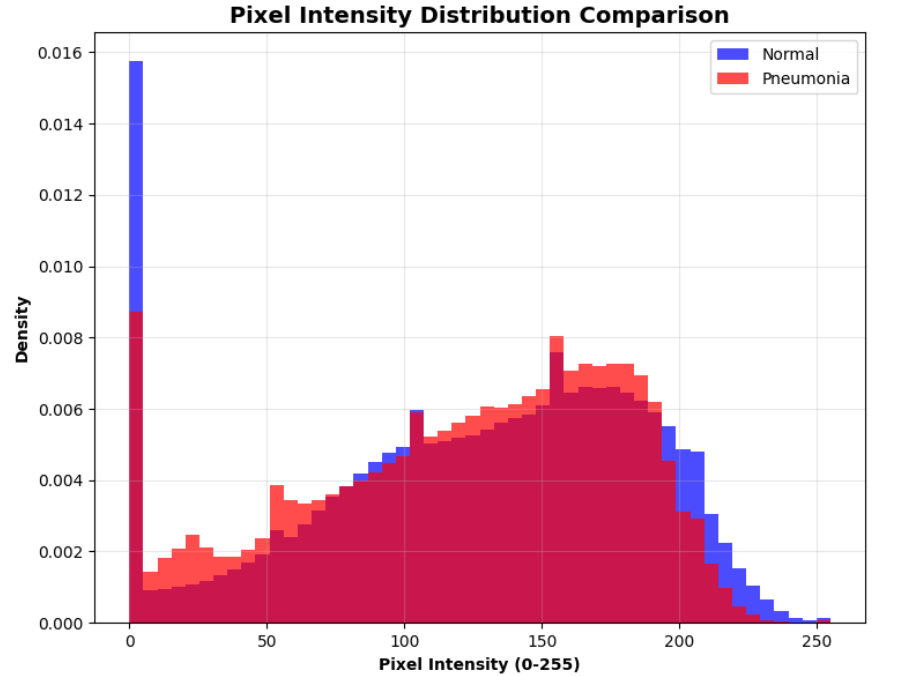 Pixel Intensity Distribution Comparison
Normal
Pneumonia
0.016
0.014
0.012
0.010
0.008
0.006
0.004
0.002
0.000
Density
0 50 100 150 200 250
Pixel Intensity (0-255)